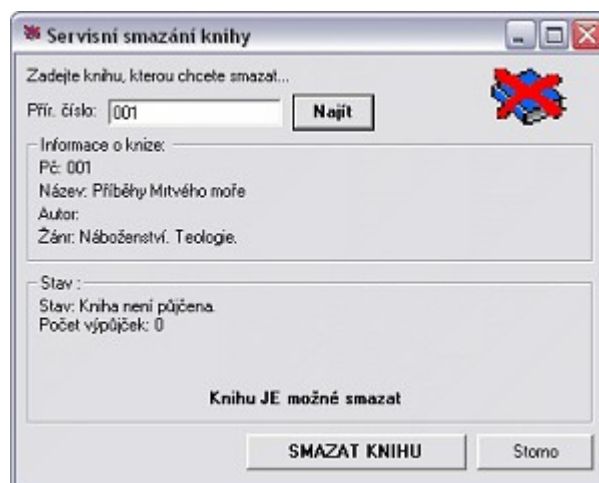 Servisní smazání knihy
Zadejte knihu, kterou chcete smazat...
Přír. číslo: 001 Najít
Informace o knize:
Pč: 001
Název: Příběhy Mrtvého moře
Autor:
Žánr: Náboženství. Teologie.
Stav :
Stav: Kniha není půjčena.
Počet výpůjček: 0
Knihu JE možné smazat
SMAZAT KNIHU Storno